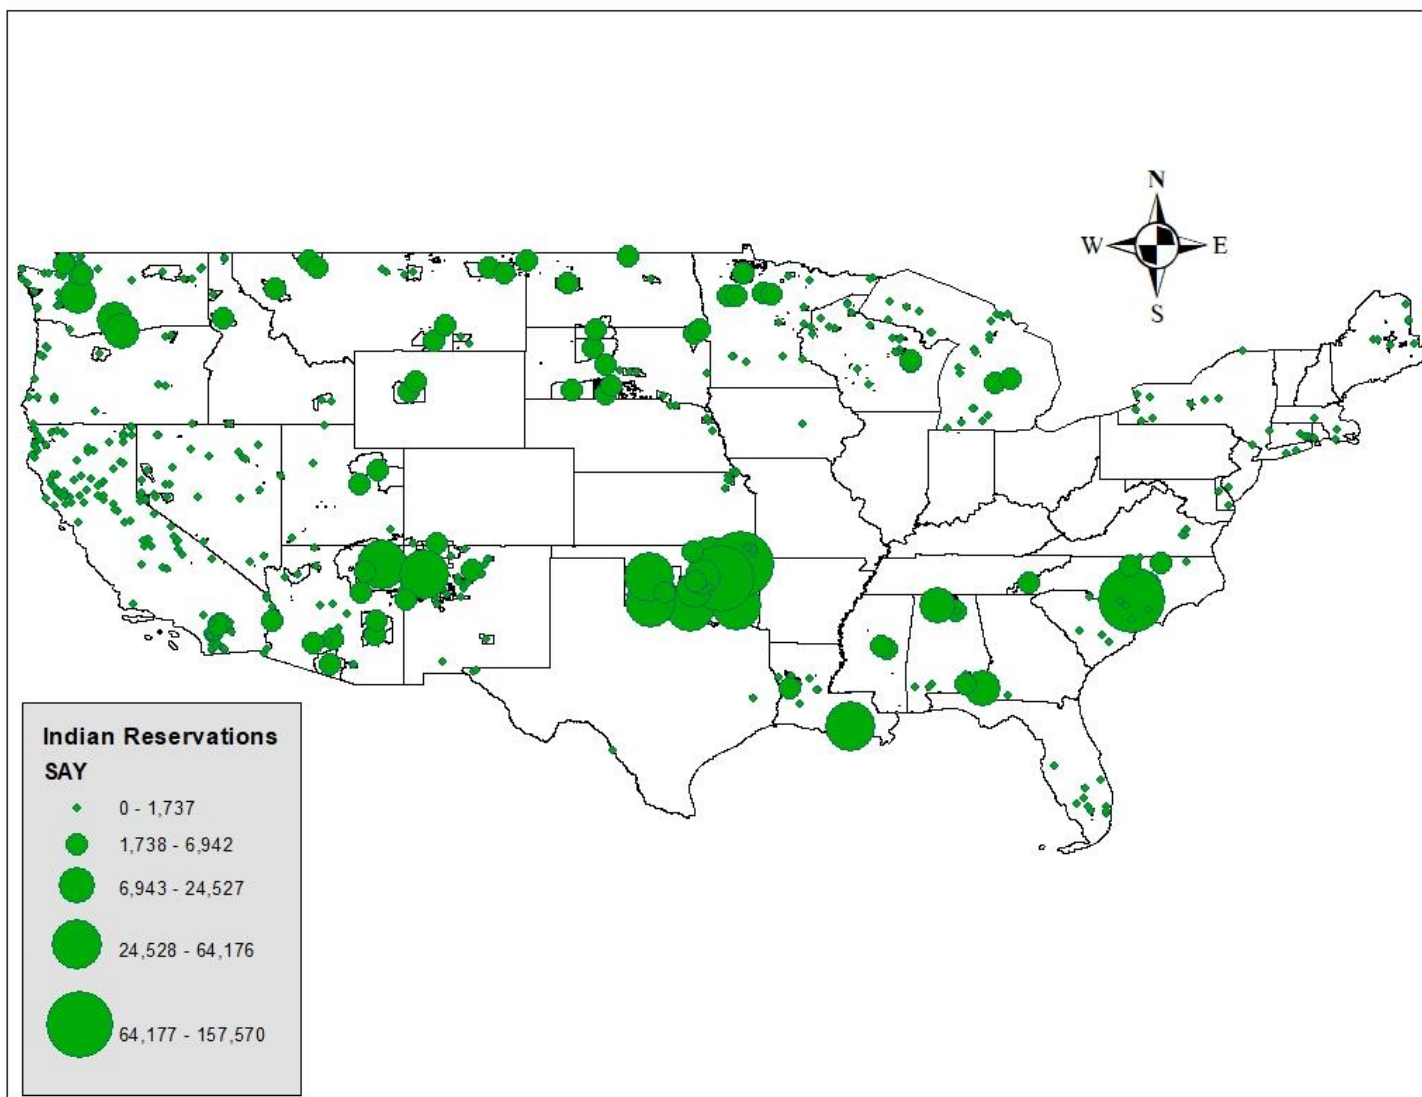 N
W E
S
Indian Reservations
SAY
0 - 1,737
1,738 - 6,942
6,943 - 24,527
24,528 - 64,176
64,177 - 157,570